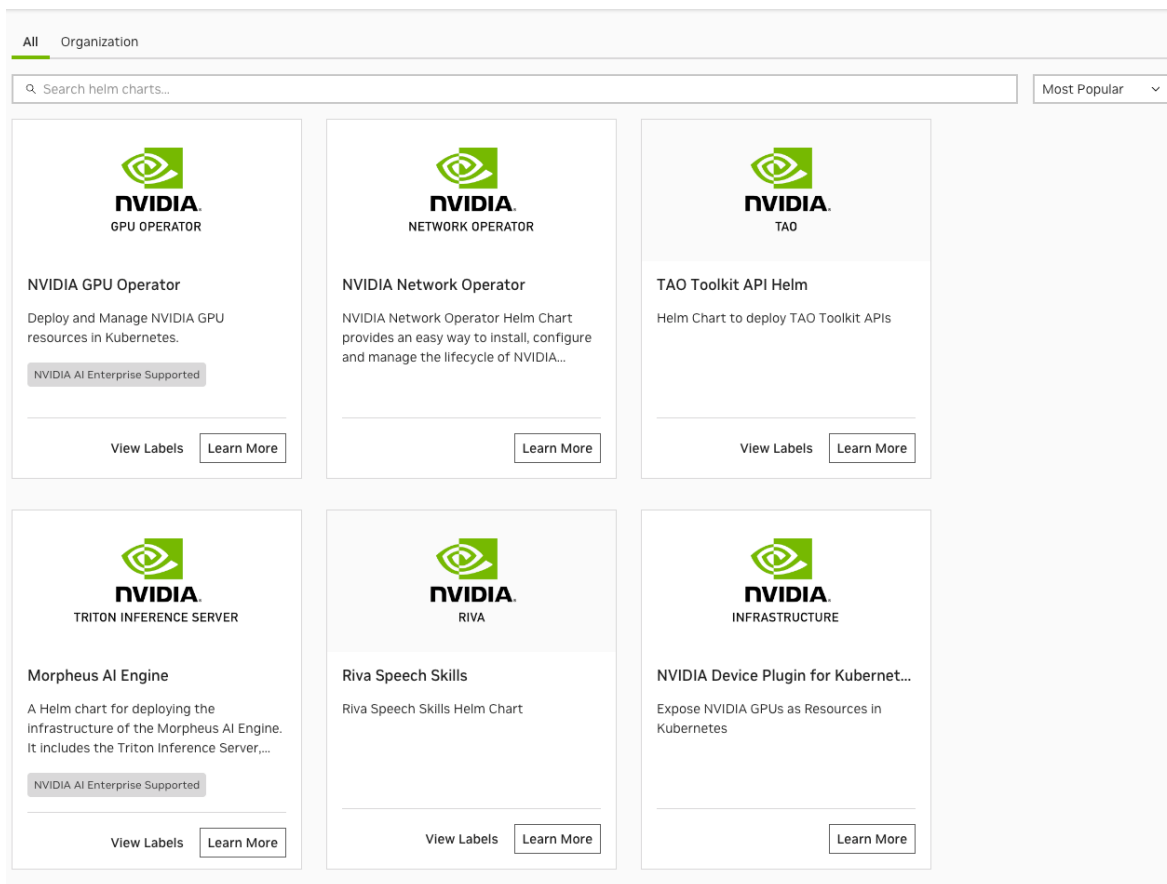 All Organization
Search helm charts... Most Popular
NVIDIA.
GPU OPERATOR
NVIDIA GPU Operator
Deploy and Manage NVIDIA GPU
resources in Kubernetes.
NVIDIA AI Enterprise Supported
View Labels Learn More
NVIDIA.
NETWORK OPERATOR
NVIDIA Network Operator
NVIDIA Network Operator Helm Chart
provides an easy way to install, configure
and manage the lifecycle of NVIDIA...
Learn More
NVIDIA.
TAO
TAO Toolkit API Helm
Helm Chart to deploy TAO Toolkit APIs
View Labels Learn More
NVIDIA.
TRITON INFERENCE SERVER
Morpheus AI Engine
A Helm chart for deploying the
infrastructure of the Morpheus AI Engine.
It includes the Triton Inference Server,...
NVIDIA AI Enterprise Supported
View Labels Learn More
NVIDIA.
RIVA
Riva Speech Skills
Riva Speech Skills Helm Chart
View Labels Learn More
NVIDIA.
INFRASTRUCTURE
NVIDIA Device Plugin for Kubernet...
Expose NVIDIA GPUs as Resources in
Kubernetes
Learn More